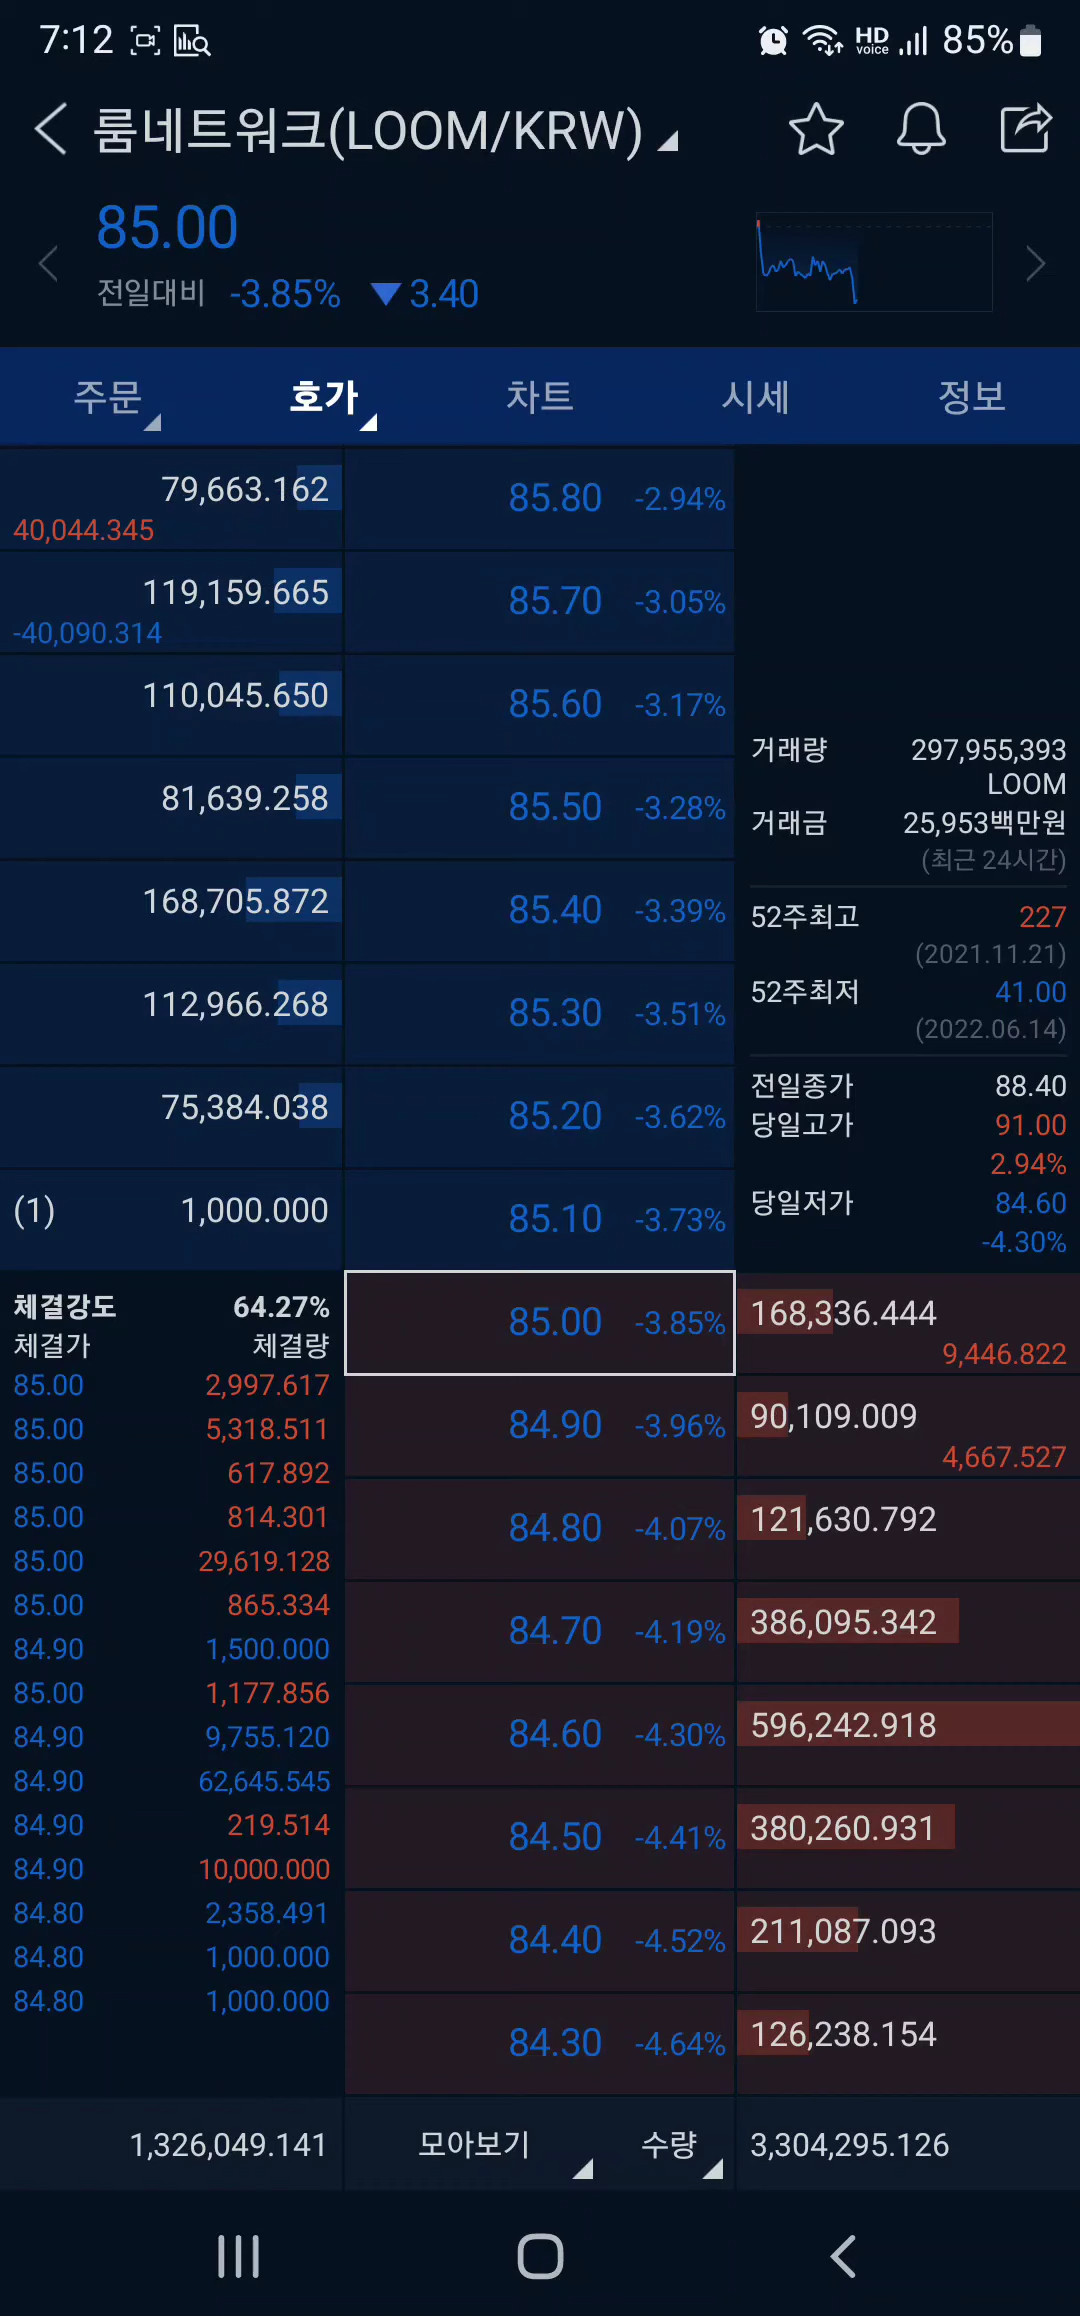 7:12 HD voice 85%
룸네트워크(LOOM/KRW)
85.00
전일대비 -3.85% ▼ 3.40
주문 호가 차트 시세 정보
79,663.162 85.80 -2.94%
40,044.345
119,159.665 85.70 -3.05%
-40,090.314
110,045.650 85.60 -3.17%
81,639.258 85.50 -3.28%
168,705.872 85.40 -3.39%
112,966.268 85.30 -3.51%
75,384.038 85.20 -3.62%
(1) 1,000.000 85.10 -3.73%
거래량 297,955,393
LOOM
거래금 25,953백만원
(최근 24시간)
52주최고 227
(2021.11.21)
52주최저 41.00
(2022.06.14)
전일종가 88.40
당일고가 91.00
2.94%
당일저가 84.60
-4.30%
체결강도 64.27%
체결가 체결량
85.00 2,997.617
85.00 5,318.511
85.00 617.892
85.00 814.301
85.00 29,619.128
85.00 865.334
84.90 1,500.000
85.00 1,177.856
84.90 9,755.120
84.90 62,645.545
84.90 219.514
84.90 10,000.000
84.80 2,358.491
84.80 1,000.000
84.80 1,000.000
85.00 -3.85% 168,336.444
9,446.822
84.90 -3.96% 90,109.009
4,667.527
84.80 -4.07% 121,630.792
84.70 -4.19% 386,095.342
84.60 -4.30% 596,242.918
84.50 -4.41% 380,260.931
84.40 -4.52% 211,087.093
84.30 -4.64% 126,238.154
1,326,049.141 모아보기 수량 3,304,295.126